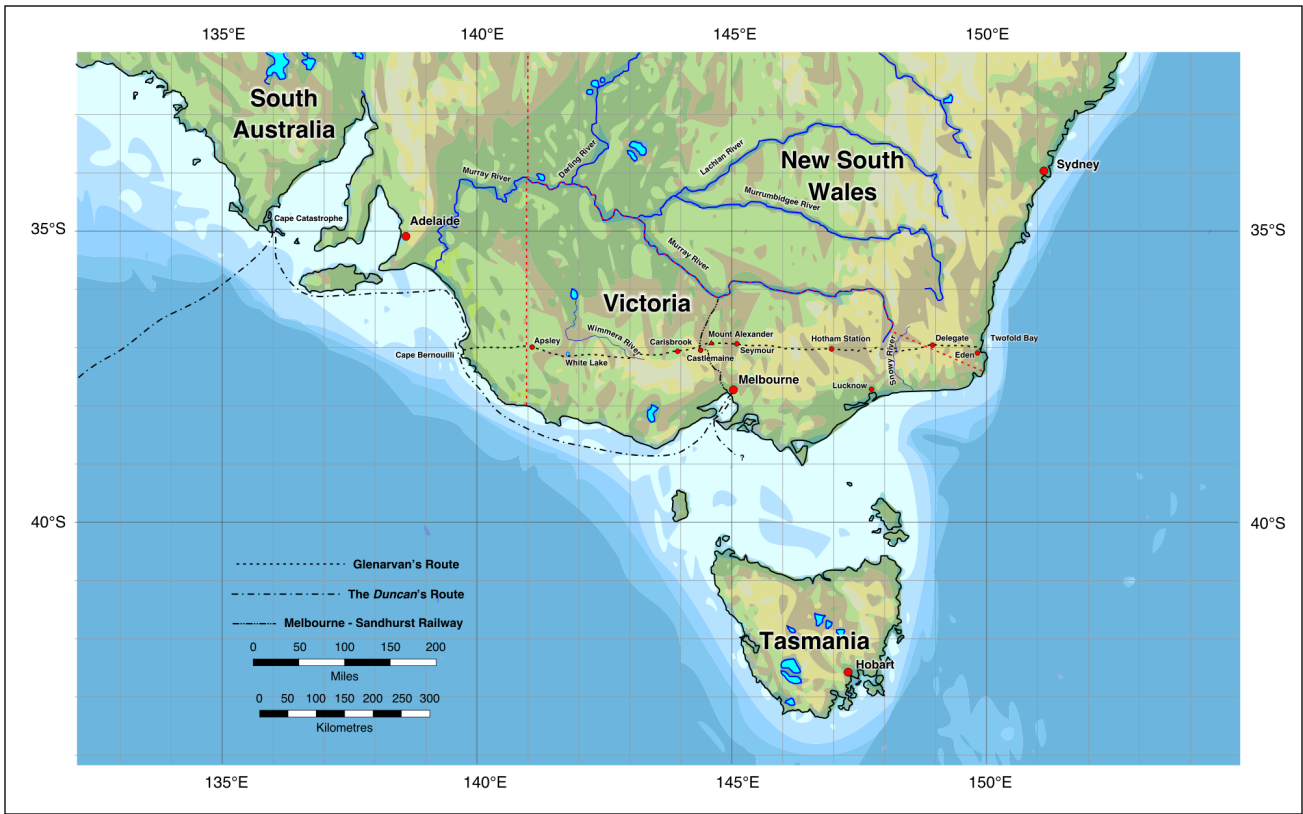 135°E
140°E
145°E
150°E
South
Australia
New South
Wales
Sydney
Lachlan River
Darling River
Murray River
Murrumbidgee River
Cape Catastrophe
Adelaide
35°S
35°S
Murray River
Victoria
Wimmera River
Mount Alexander
Apsley
Carisbrook
Seymour
Hotham Station
Delegate
Twofold Bay
Cape Bernouilli
White Lake
Castlemaine
Snowy River
Eden
Melbourne
Lucknow
?
40°S
40°S
Glenarvan's Route
The Duncan's Route
Melbourne - Sandhurst Railway
0 50 100 150 200
Miles
0 50 100 150 200 250 300
Kilometres
Tasmania
Hobart
135°E
140°E
145°E
150°E